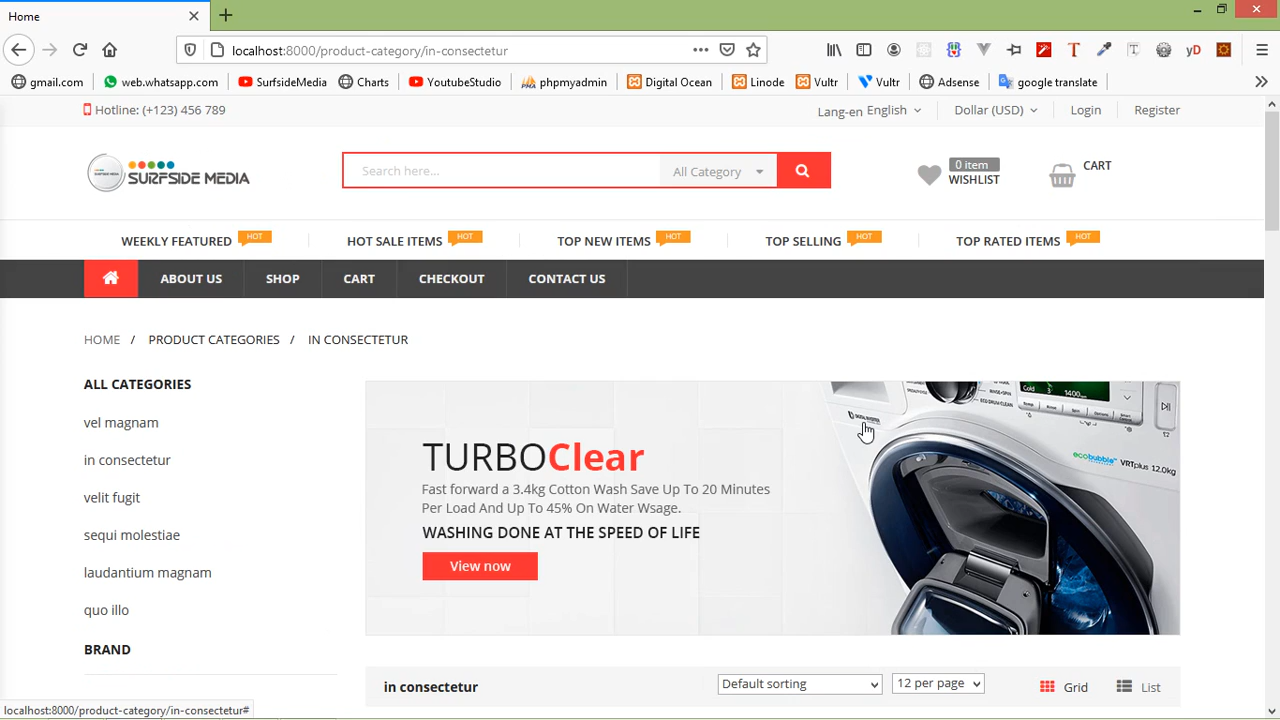 Home
localhost:8000/product-category/in-consectetur
gmail.com web.whatsapp.com SurfsideMedia Charts YoutubeStudio phpmyadmin Digital Ocean Linode Vultr Vultr Adsense google translate
Hotline: (+123) 456 789
Lang-en English Dollar (USD) Login Register
SURFSIDE MEDIA
Search here... All Category
0 item
WISHLIST
CART
WEEKLY FEATURED HOT HOT SALE ITEMS HOT TOP NEW ITEMS HOT TOP SELLING HOT TOP RATED ITEMS HOT
ABOUT US SHOP CART CHECKOUT CONTACT US
HOME / PRODUCT CATEGORIES / IN CONSECTETUR
ALL CATEGORIES
vel magnam
in consectetur
velit fugit
sequi molestiae
laudantium magnam
quo illo
BRAND
TURBOClear
Fast forward a 3.4kg Cotton Wash Save Up To 20 Minutes
Per Load And Up To 45% On Water Wsage.
WASHING DONE AT THE SPEED OF LIFE
View now
ecobubble VRTplus 12.0kg
in consectetur Default sorting 12 per page Grid List
localhost:8000/product-category/in-consectetur#